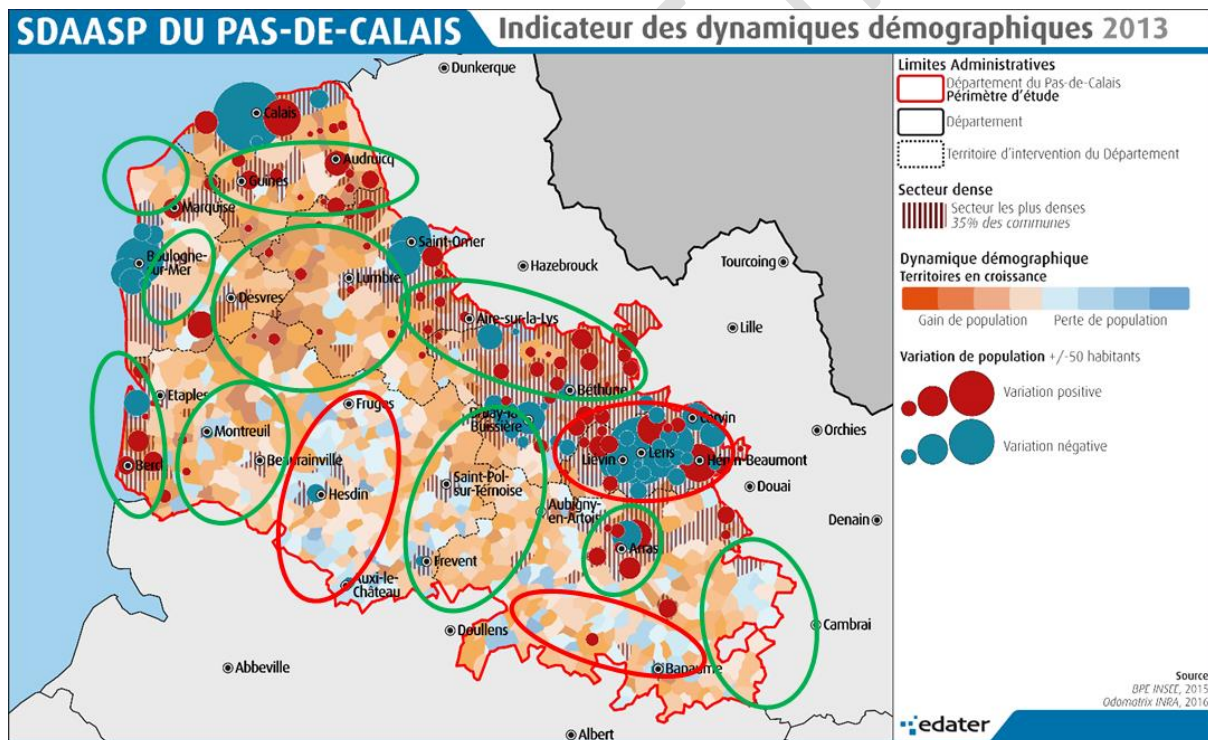 SDAASP DU PAS-DE-CALAIS
Indicateur des dynamiques démographiques 2013
Limites Administratives
Département du Pas-de-Calais
Périmètre d'étude
Département
Territoire d'intervention du Département
Secteur dense
Secteur les plus denses
35% des communes
Dynamique démographique
Territoires en croissance
Gain de population
Perte de population
Variation de population +/-50 habitants
Variation positive
Variation négative
Source
BPE INSEE, 2015
Odomatrix INRA, 2016
edater
Dunkerque
Calais
Audruicq
Guînes
Marquise
Saint-Omer
Boulogne-sur-Mer
Hazebrouck
Tourcoing
Lumbres
Desvres
Aire-sur-la-Lys
Lille
Béthune
Etaples
Fruges
Bruay-la-
Buissière
Carvin
Orchies
Montreuil
Beaurainville
Liévin
Lens
Henin-Beaumont
Berck
Saint-Pol-
sur-Ternoise
Douai
Hesdin
Aubigny-
en-Artois
Denain
Arras
Frevent
Auxi-le-
Château
Doullens
Cambrai
Abbeville
Bapaume
Albert